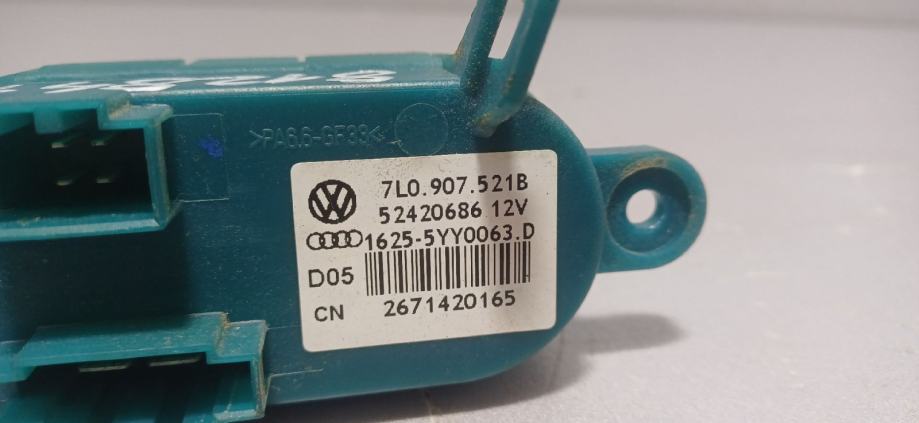 >PA6.6-GF33<
7L0.907.521B
52420686 12V
1625-5YY0063.D
D05
CN 2671420165